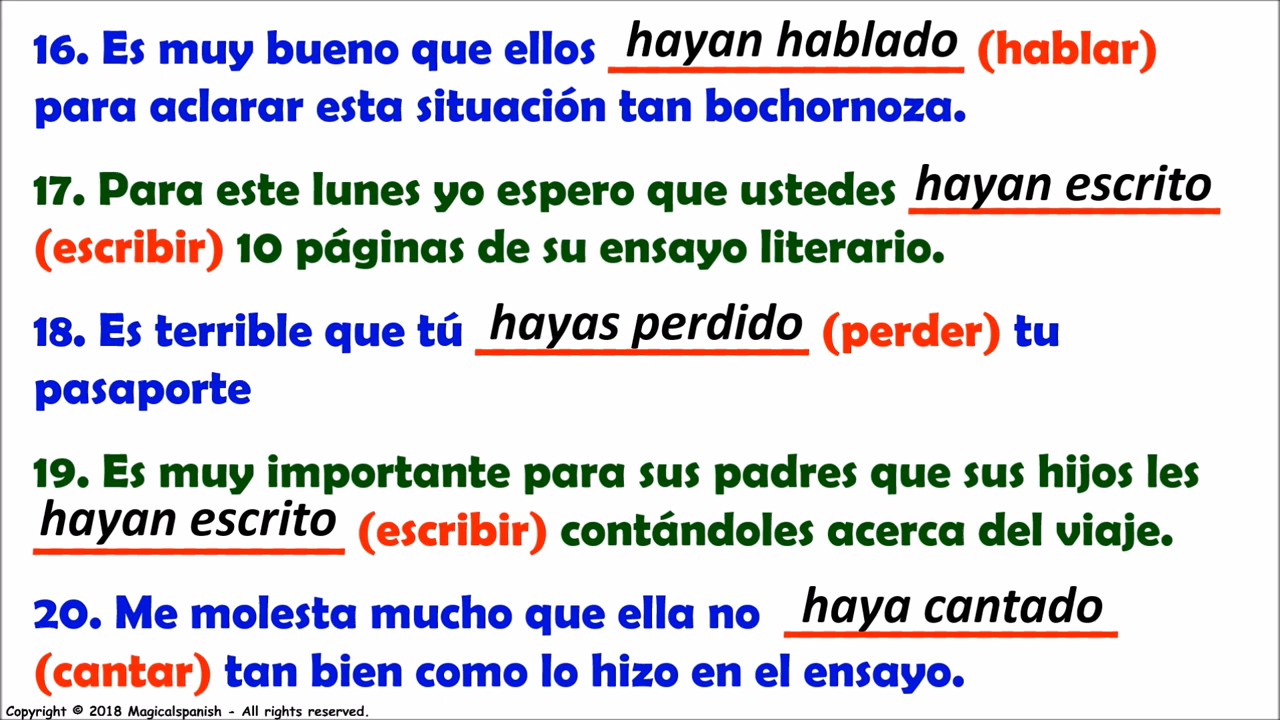 16. Es muy bueno que ellos hayan hablado (hablar)
para aclarar esta situación tan bochornoza.
17. Para este lunes yo espero que ustedes hayan escrito
(escribir) 10 páginas de su ensayo literario.
18. Es terrible que tú hayas perdido (perder) tu
pasaporte
19. Es muy importante para sus padres que sus hijos les
hayan escrito (escribir) contándoles acerca del viaje.
20. Me molesta mucho que ella no haya cantado
(cantar) tan bien como lo hizo en el ensayo.
Copyright © 2018 Magicalspanish - All rights reserved.